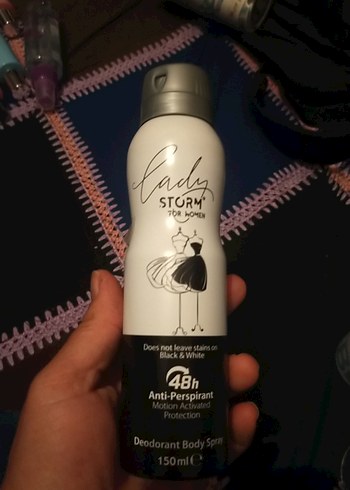 Lady
STORM
FOR WOMEN
Does not leave stains on
Black & White
48h
Anti-Perspirant
Motion Activated
Protection
Deodorant Body Spray
150ml ℮